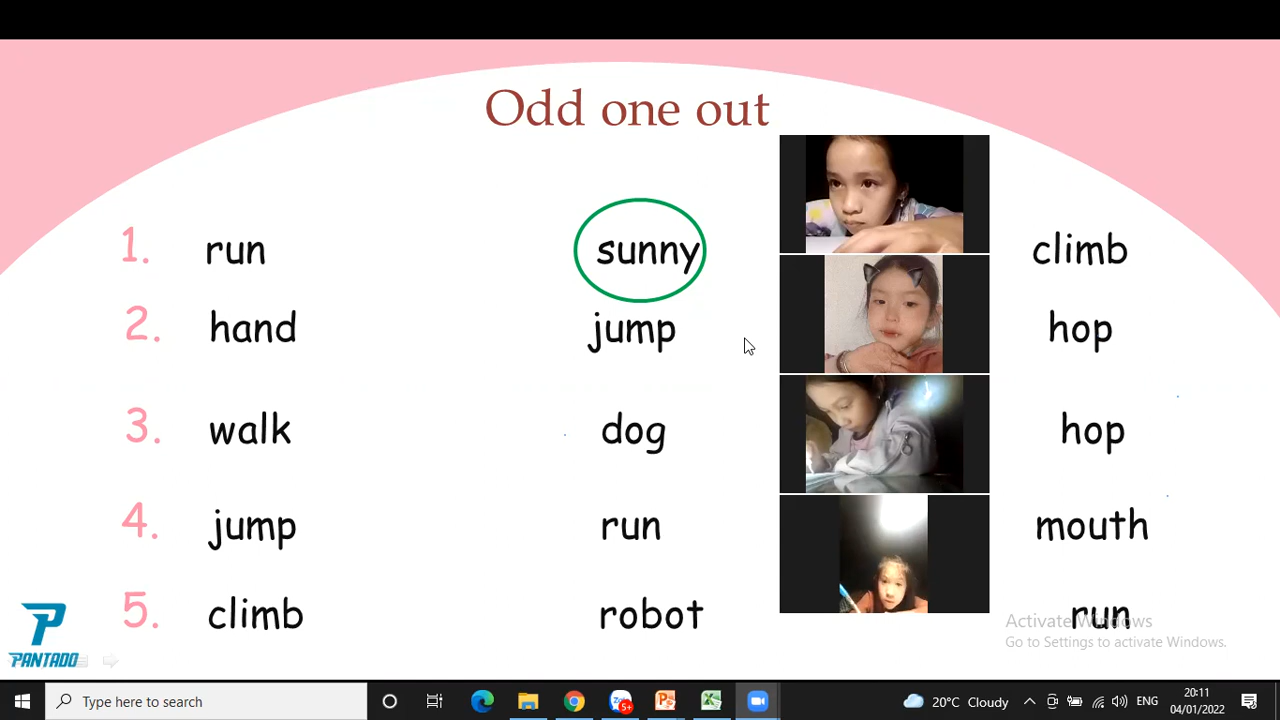 Odd one out
1. run sunny climb
2. hand jump hop
3. walk dog hop
4. jump run mouth
5. climb robot run
Activate Windows
Go to Settings to activate Windows.
P
PANTADO
Type here to search
5+
20°C Cloudy
ENG
20:11
04/01/2022